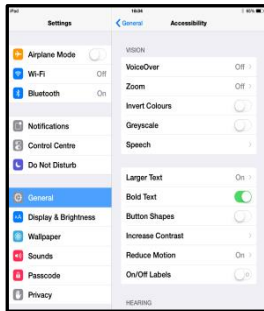 iPad
16:36
Settings
General
Accessibility
Airplane Mode
Wi-Fi Off
Bluetooth On
Notifications
Control Centre
Do Not Disturb
General
Display & Brightness
Wallpaper
Sounds
Passcode
Privacy
VISION
VoiceOver Off
Zoom Off
Invert Colours
Greyscale
Speech
Larger Text On
Bold Text
Button Shapes
Increase Contrast
Reduce Motion On
On/Off Labels
HEARING